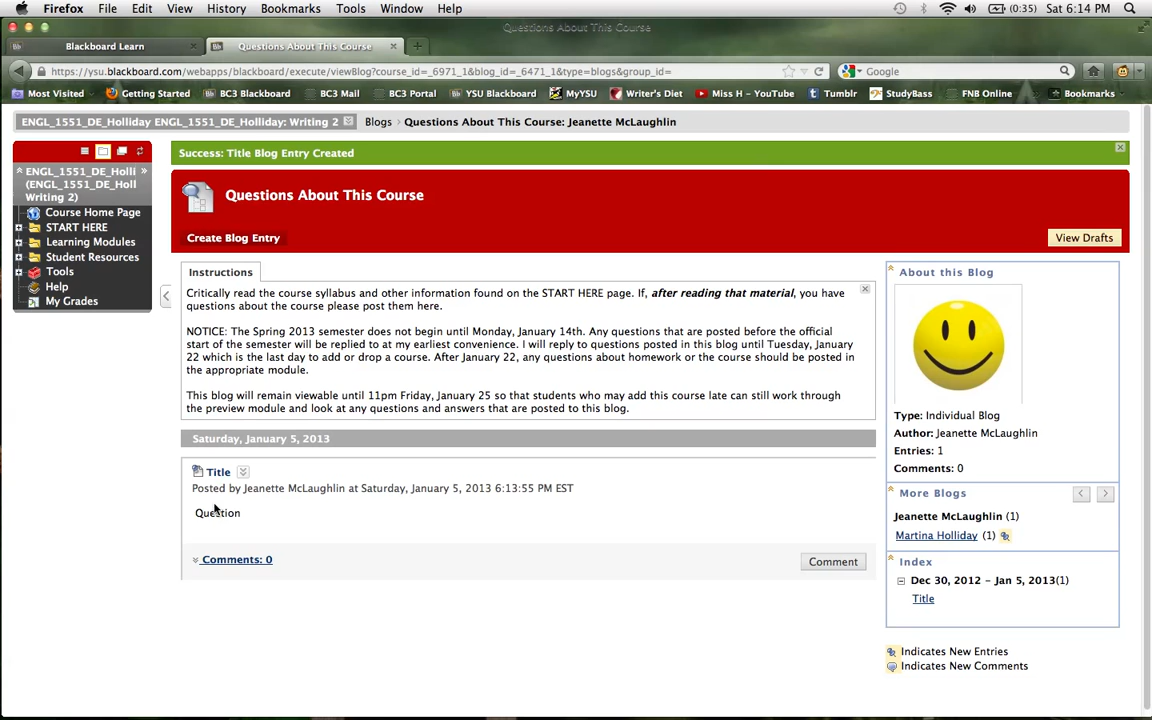 Firefox File Edit View History Bookmarks Tools Window Help (0:35) Sat 6:14 PM
Questions About This Course
Blackboard Learn Questions About This Course
https://ysu.blackboard.com/webapps/blackboard/execute/viewBlog?course_id=_6971_1&blog_id=_6471_1&type=blogs&group_id= Google
Most Visited Getting Started BC3 Blackboard BC3 Mail BC3 Portal YSU Blackboard MyYSU Writer's Diet Miss H - YouTube Tumblr StudyBass FNB Online Bookmarks
ENGL_1551_DE_Holliday ENGL_1551_DE_Holliday: Writing 2 Blogs > Questions About This Course: Jeanette McLaughlin
ENGL_1551_DE_Holli
(ENGL_1551_DE_Holl
Writing 2)
Course Home Page
START HERE
Learning Modules
Student Resources
Tools
Help
My Grades
Success: Title Blog Entry Created
Questions About This Course
Create Blog Entry View Drafts
Instructions
Critically read the course syllabus and other information found on the START HERE page. If, after reading that material, you have
questions about the course please post them here.
NOTICE: The Spring 2013 semester does not begin until Monday, January 14th. Any questions that are posted before the official
start of the semester will be replied to at my earliest convenience. I will reply to questions posted in this blog until Tuesday, January
22 which is the last day to add or drop a course. After January 22, any questions about homework or the course should be posted in
the appropriate module.
This blog will remain viewable until 11pm Friday, January 25 so that students who may add this course late can still work through
the preview module and look at any questions and answers that are posted to this blog.
Saturday, January 5, 2013
Title
Posted by Jeanette McLaughlin at Saturday, January 5, 2013 6:13:55 PM EST
Question
Comments: 0 Comment
About this Blog
Type: Individual Blog
Author: Jeanette McLaughlin
Entries: 1
Comments: 0
More Blogs
Jeanette McLaughlin (1)
Martina Holliday (1)
Index
Dec 30, 2012 - Jan 5, 2013(1)
Title
Indicates New Entries
Indicates New Comments